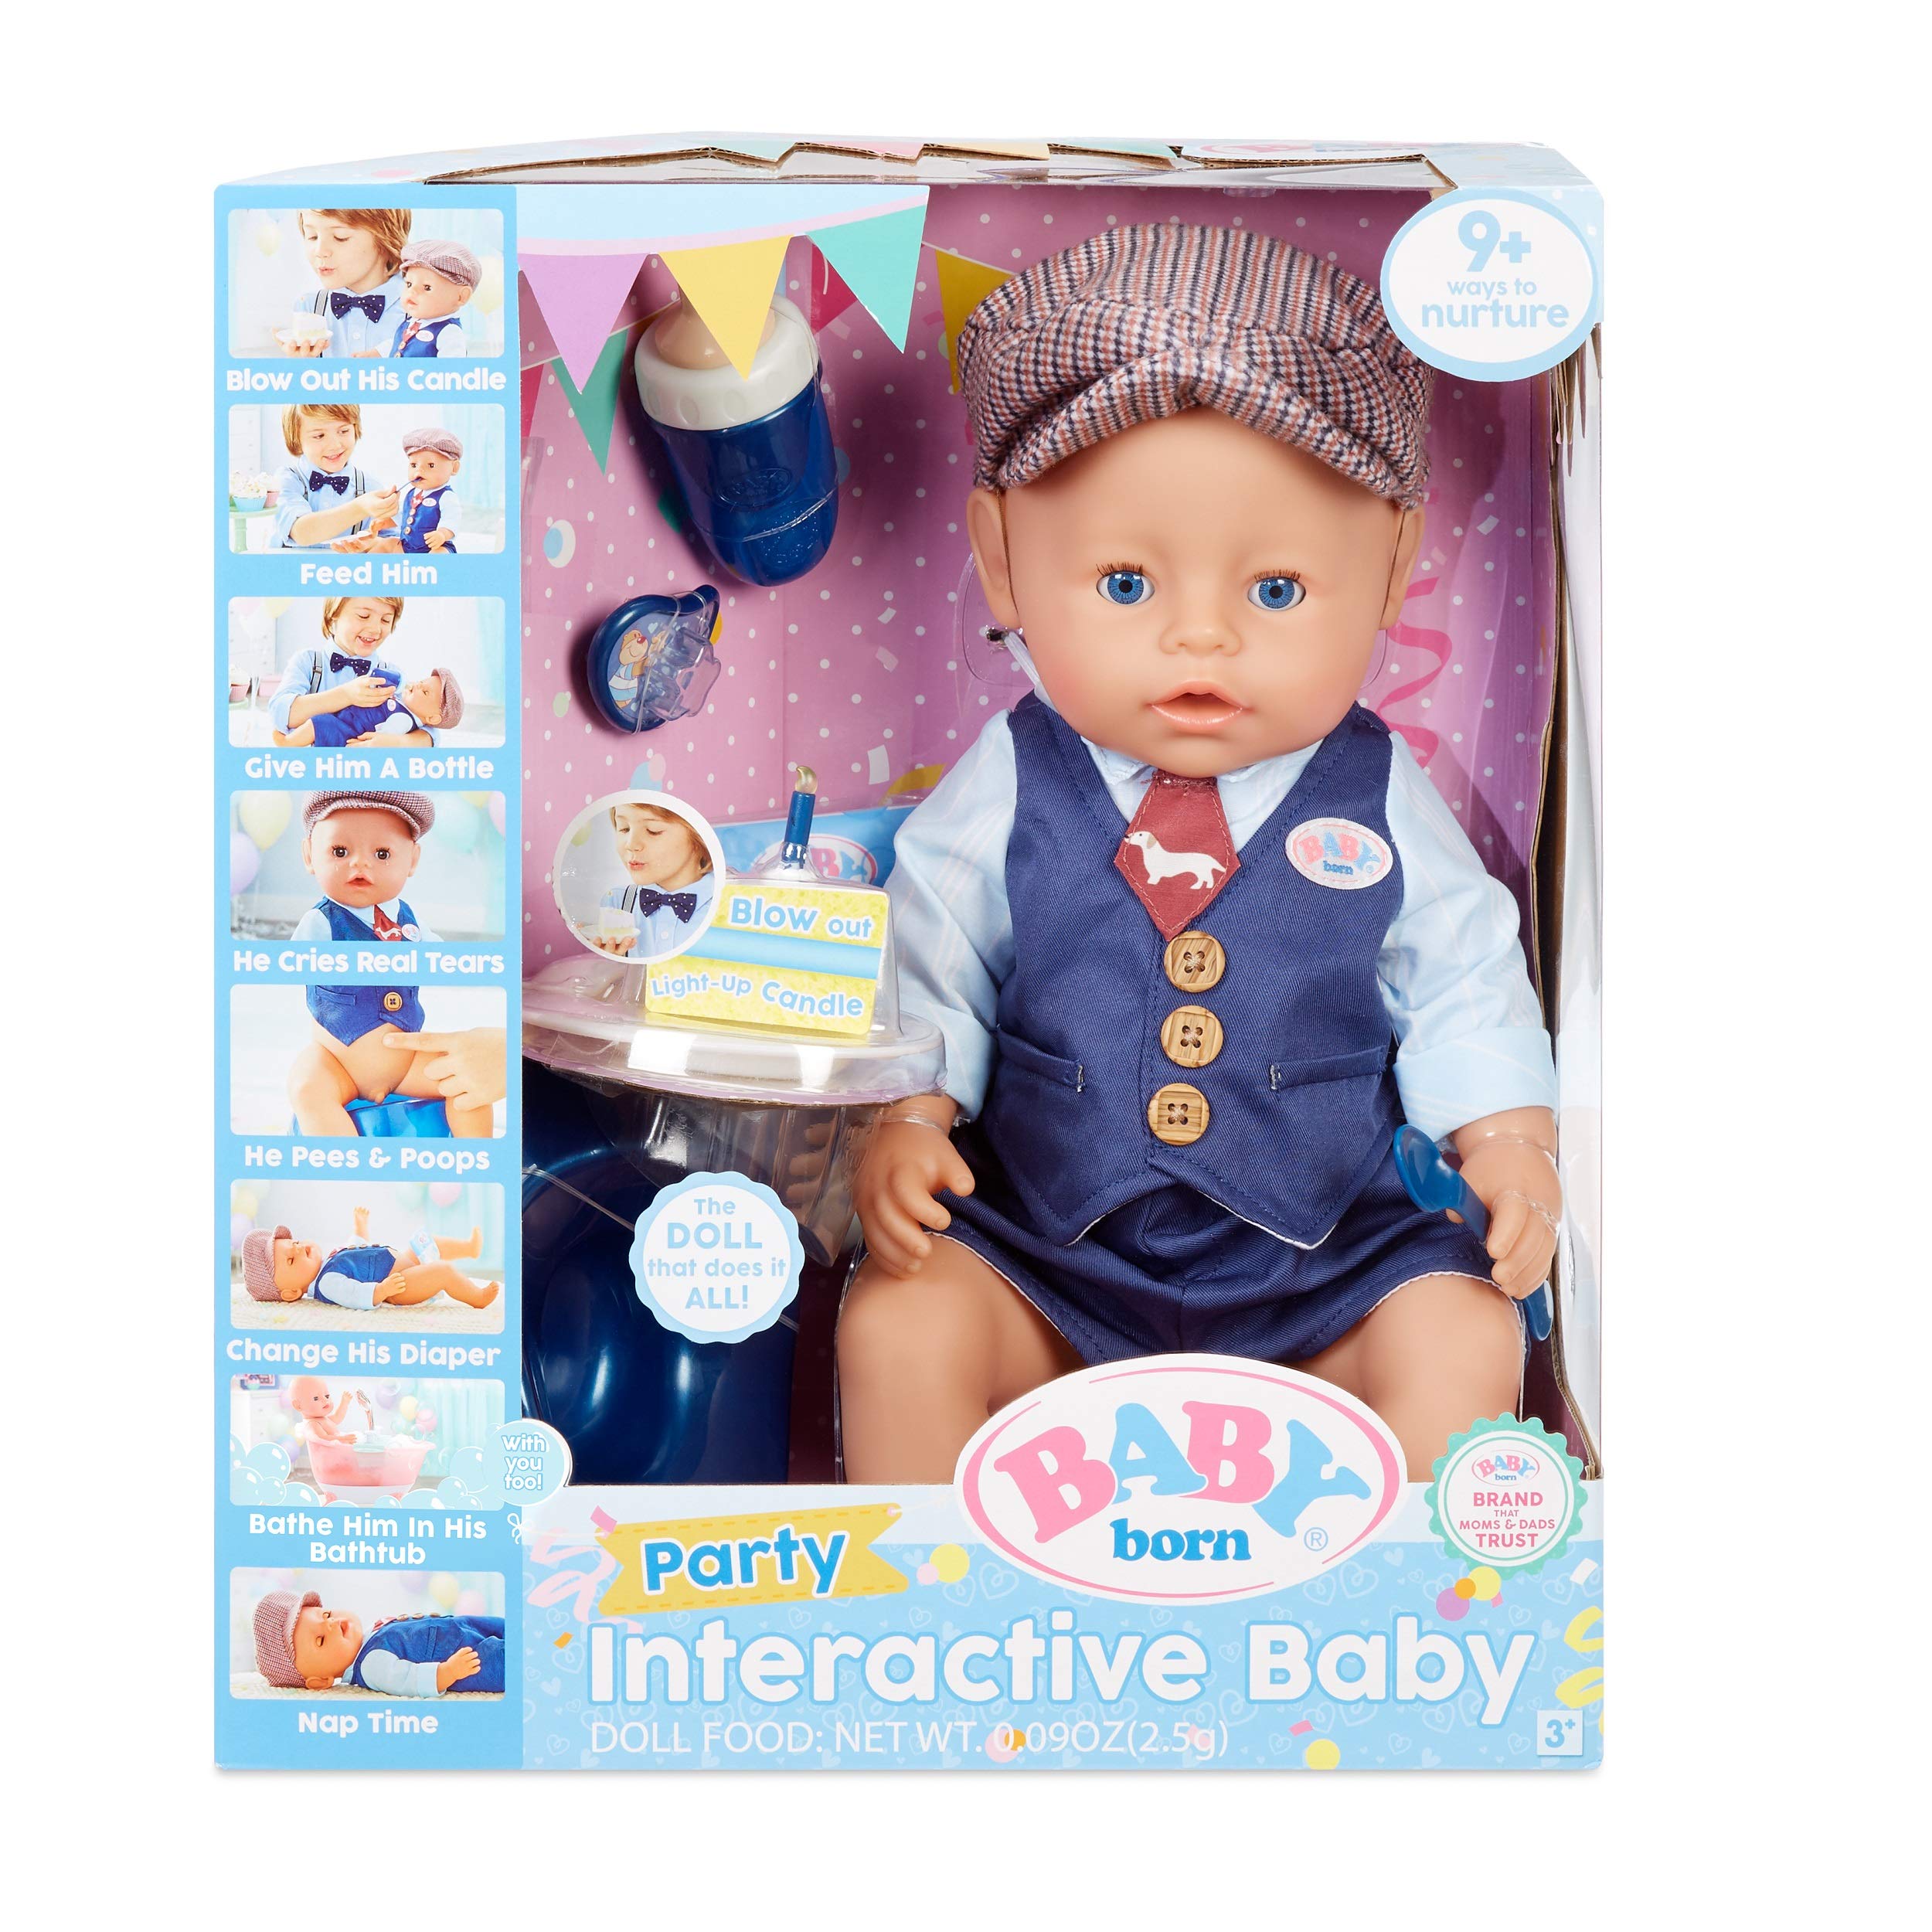 Blow Out His Candle
Feed Him
Give Him A Bottle
He Cries Real Tears
He Pees & Poops
Change His Diaper
With
you
too!
Bathe Him In His
Bathtub
Nap Time
9+
ways to
nurture
BABY
born
Blow out
Light-Up Candle
The
DOLL
that does it
ALL!
BABY
born®
BABY
born
BRAND
THAT
MOMS & DADS
TRUST
Party
Interactive Baby
DOLL FOOD: NET WT. 0.09OZ(2.5g)
3+